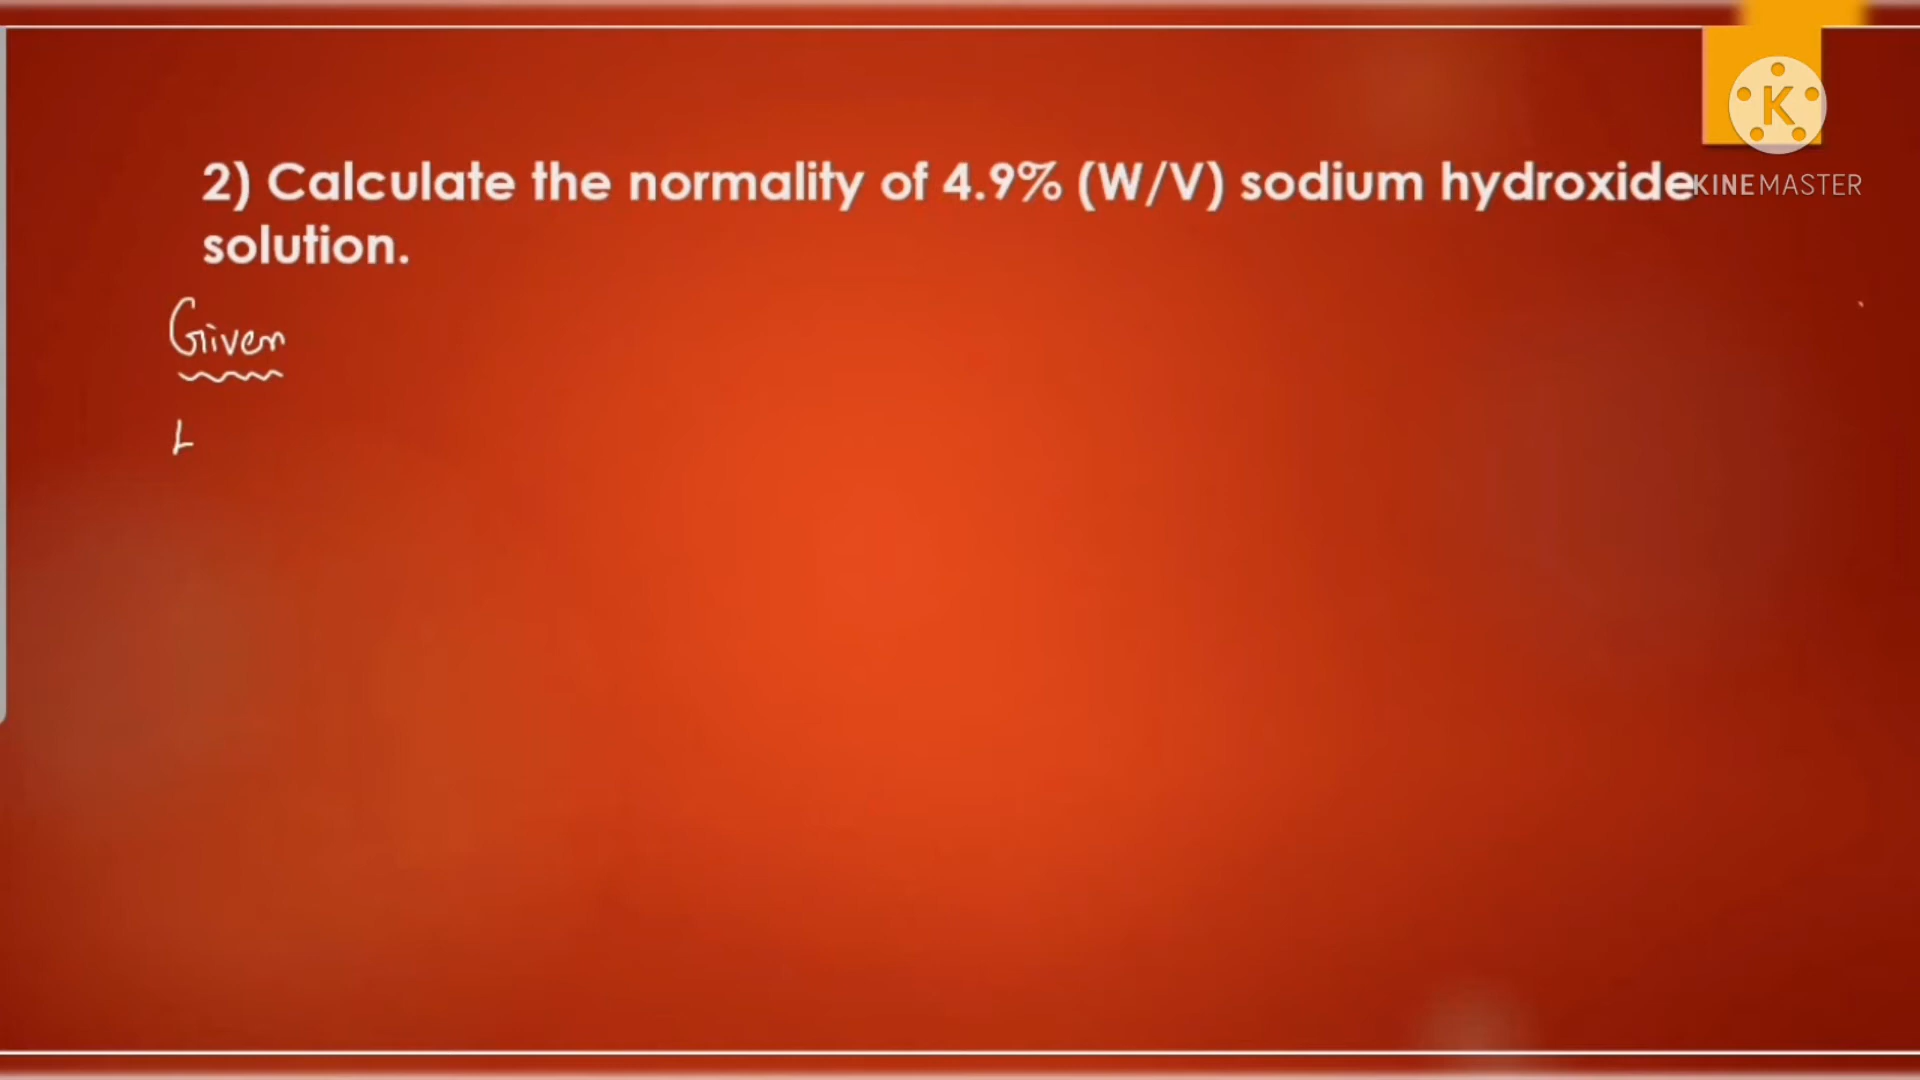 K
2) Calculate the normality of 4.9% (W/V) sodium hydroxide
KINEMASTER
solution.
Given